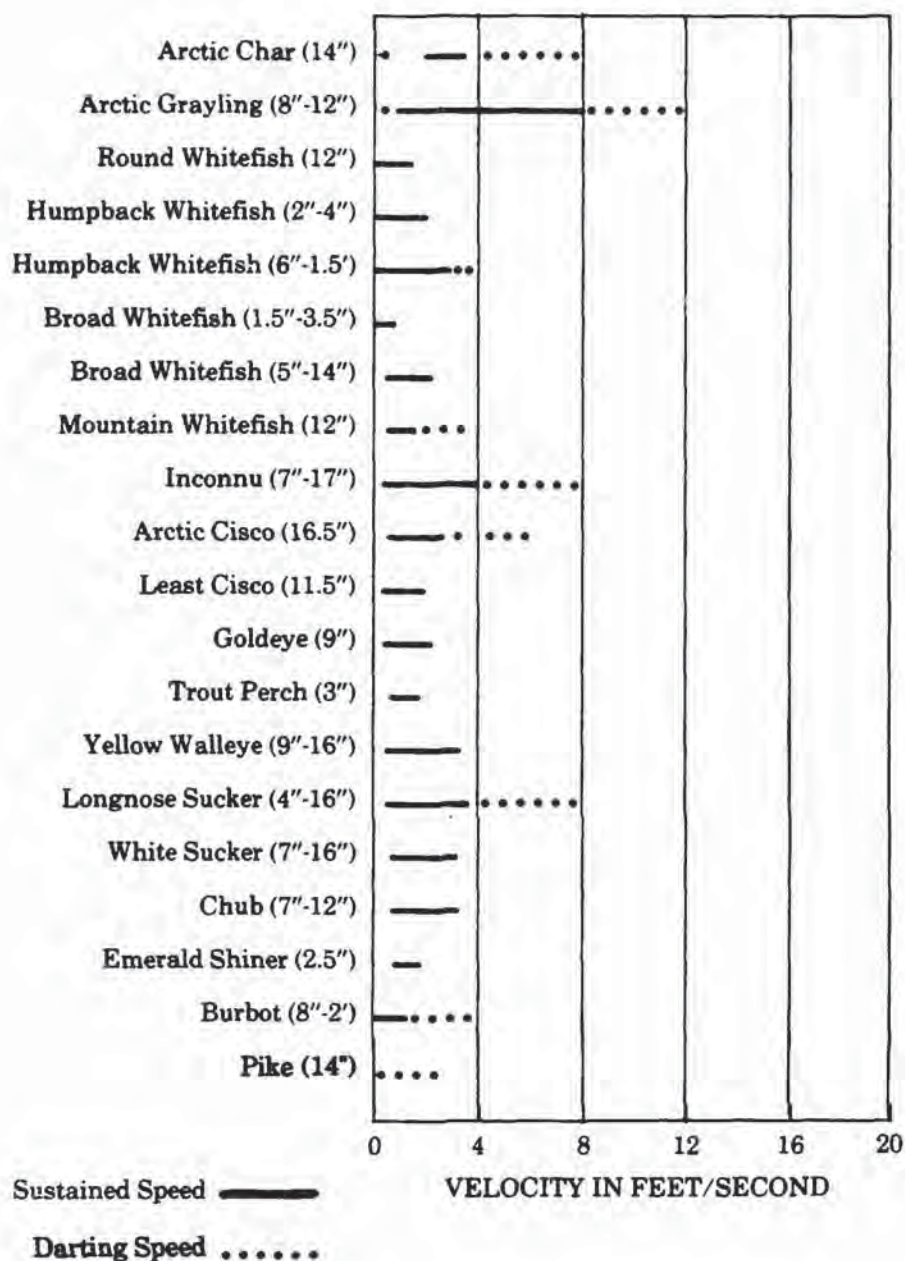 Arctic Char (14″)
Arctic Grayling (8″-12″)
Round Whitefish (12″)
Humpback Whitefish (2″-4″)
Humpback Whitefish (6″-1.5′)
Broad Whitefish (1.5″-3.5″)
Broad Whitefish (5″-14″)
Mountain Whitefish (12″)
Inconnu (7″-17″)
Arctic Cisco (16.5″)
Least Cisco (11.5″)
Goldeye (9″)
Trout Perch (3″)
Yellow Walleye (9″-16″)
Longnose Sucker (4″-16″)
White Sucker (7″-16″)
Chub (7″-12″)
Emerald Shiner (2.5″)
Burbot (8″-2′)
Pike (14")
0 4 8 12 16 20
Sustained Speed
VELOCITY IN FEET/SECOND
Darting Speed